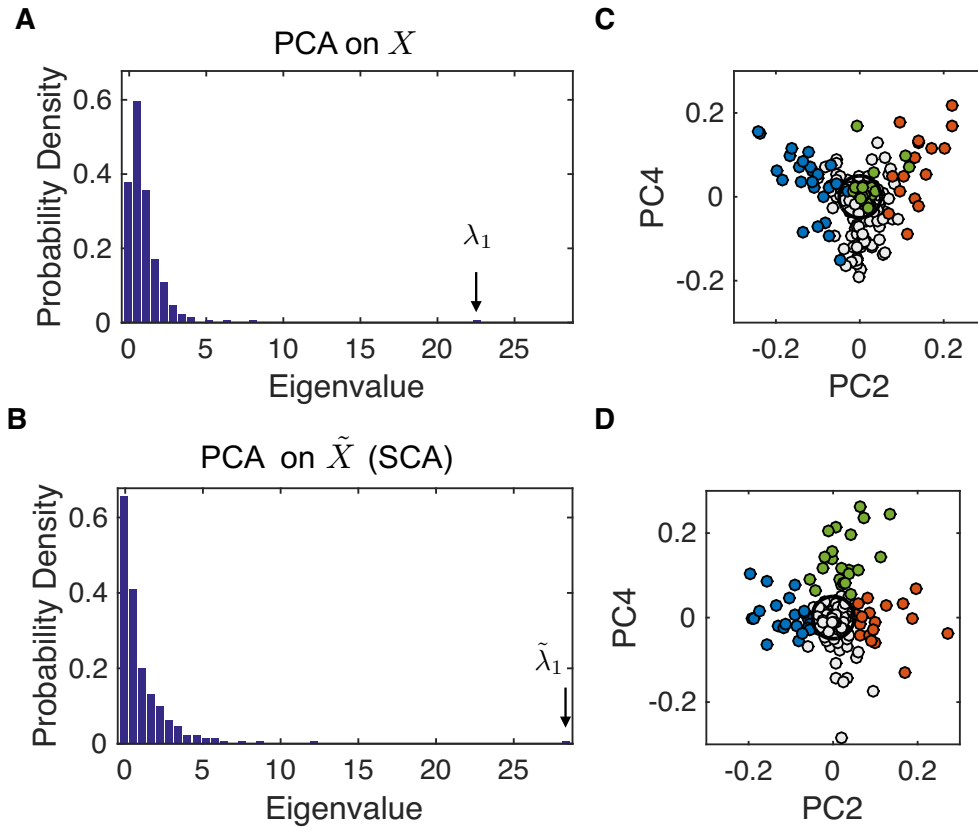 A
PCA on X
Probability Density
0.6
0.4
0.2
0
λ₁
0 5 10 15 20 25
Eigenvalue
C
PC4
0.2
0
-0.2
-0.2 0 0.2
PC2
B
PCA on X̃ (SCA)
Probability Density
0.6
0.4
0.2
0
λ̃₁
0 5 10 15 20 25
Eigenvalue
D
PC4
0.2
0
-0.2
-0.2 0 0.2
PC2